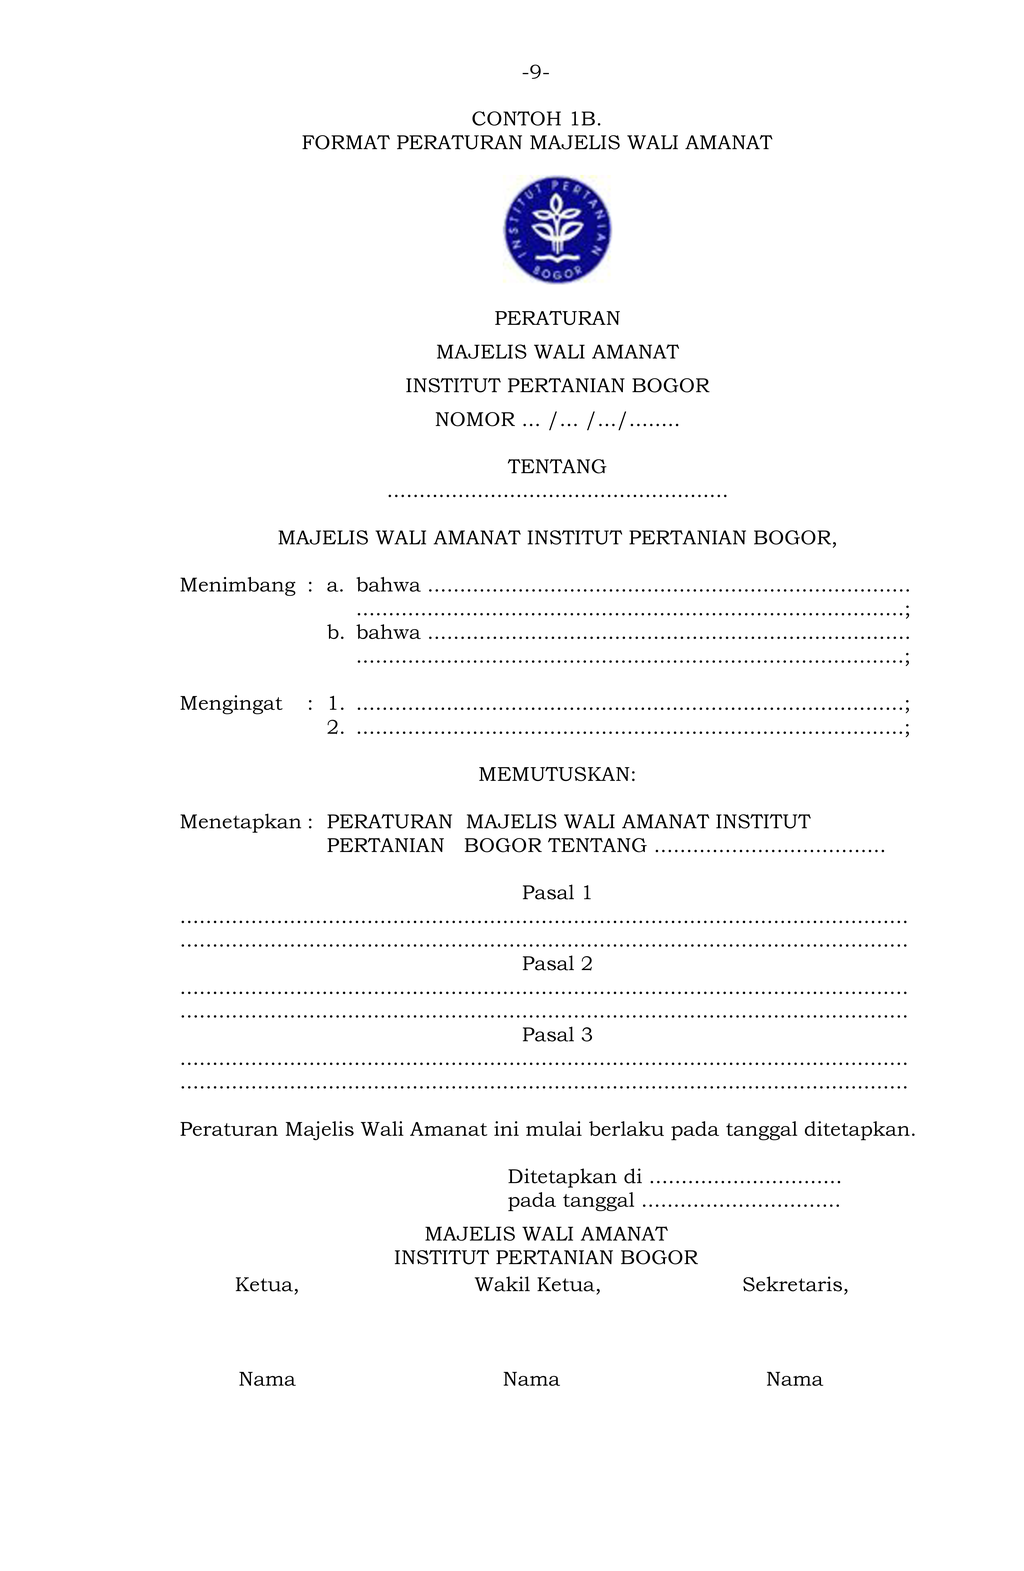 -9-
CONTOH 1B.
FORMAT PERATURAN MAJELIS WALI AMANAT
INSTITUT PERTANIAN
BOGOR
PERATURAN
MAJELIS WALI AMANAT
INSTITUT PERTANIAN BOGOR
NOMOR ... /... /.../........
TENTANG
.....................................................
MAJELIS WALI AMANAT INSTITUT PERTANIAN BOGOR,
Menimbang : a. bahwa ...........................................................................
.....................................................................................;
b. bahwa ...........................................................................
.....................................................................................;
Mengingat : 1. .....................................................................................;
2. .....................................................................................;
MEMUTUSKAN:
Menetapkan : PERATURAN MAJELIS WALI AMANAT INSTITUT
PERTANIAN BOGOR TENTANG ....................................
Pasal 1
.................................................................................................................
.................................................................................................................
Pasal 2
.................................................................................................................
.................................................................................................................
Pasal 3
.................................................................................................................
.................................................................................................................
Peraturan Majelis Wali Amanat ini mulai berlaku pada tanggal ditetapkan.
Ditetapkan di ..............................
pada tanggal ...............................
MAJELIS WALI AMANAT
INSTITUT PERTANIAN BOGOR
Ketua, Wakil Ketua, Sekretaris,
Nama Nama Nama